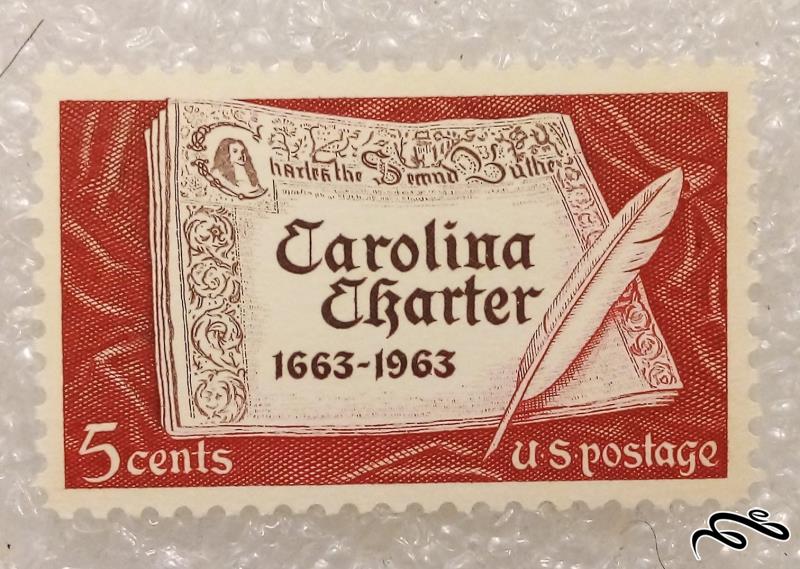 Charles the Second
Carolina
Charter
1663-1963
5 cents
U S postage